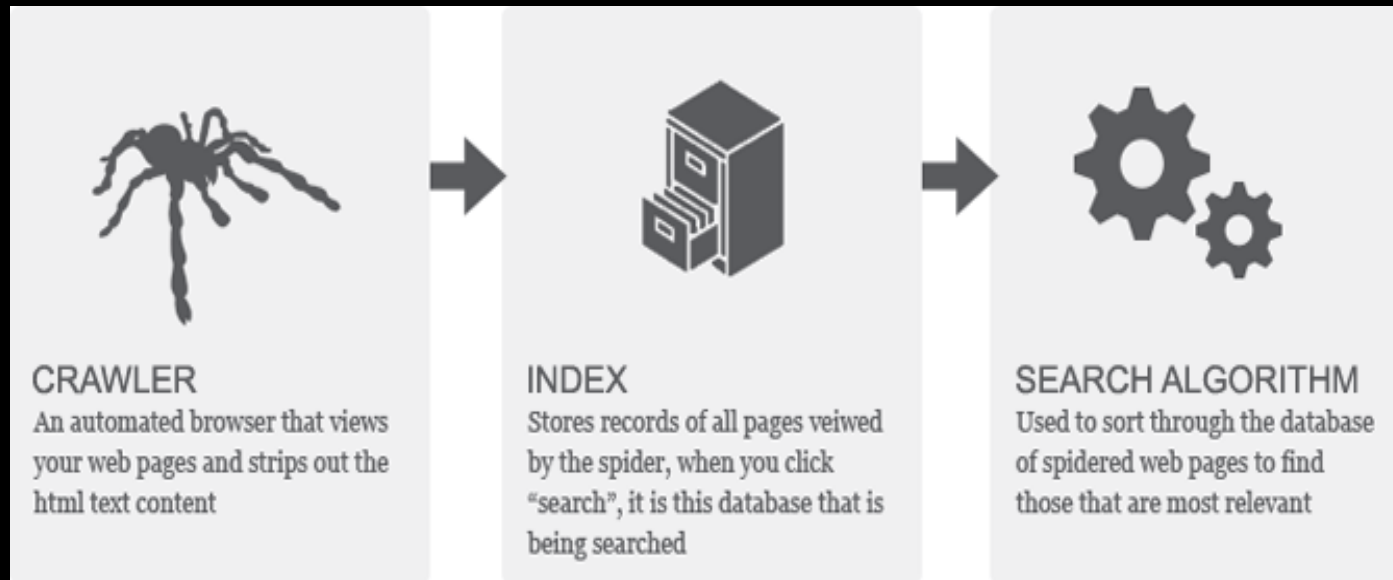 CRAWLER
An automated browser that views
your web pages and strips out the
html text content
INDEX
Stores records of all pages veiwed
by the spider, when you click
“search”, it is this database that is
being searched
SEARCH ALGORITHM
Used to sort through the database
of spidered web pages to find
those that are most relevant